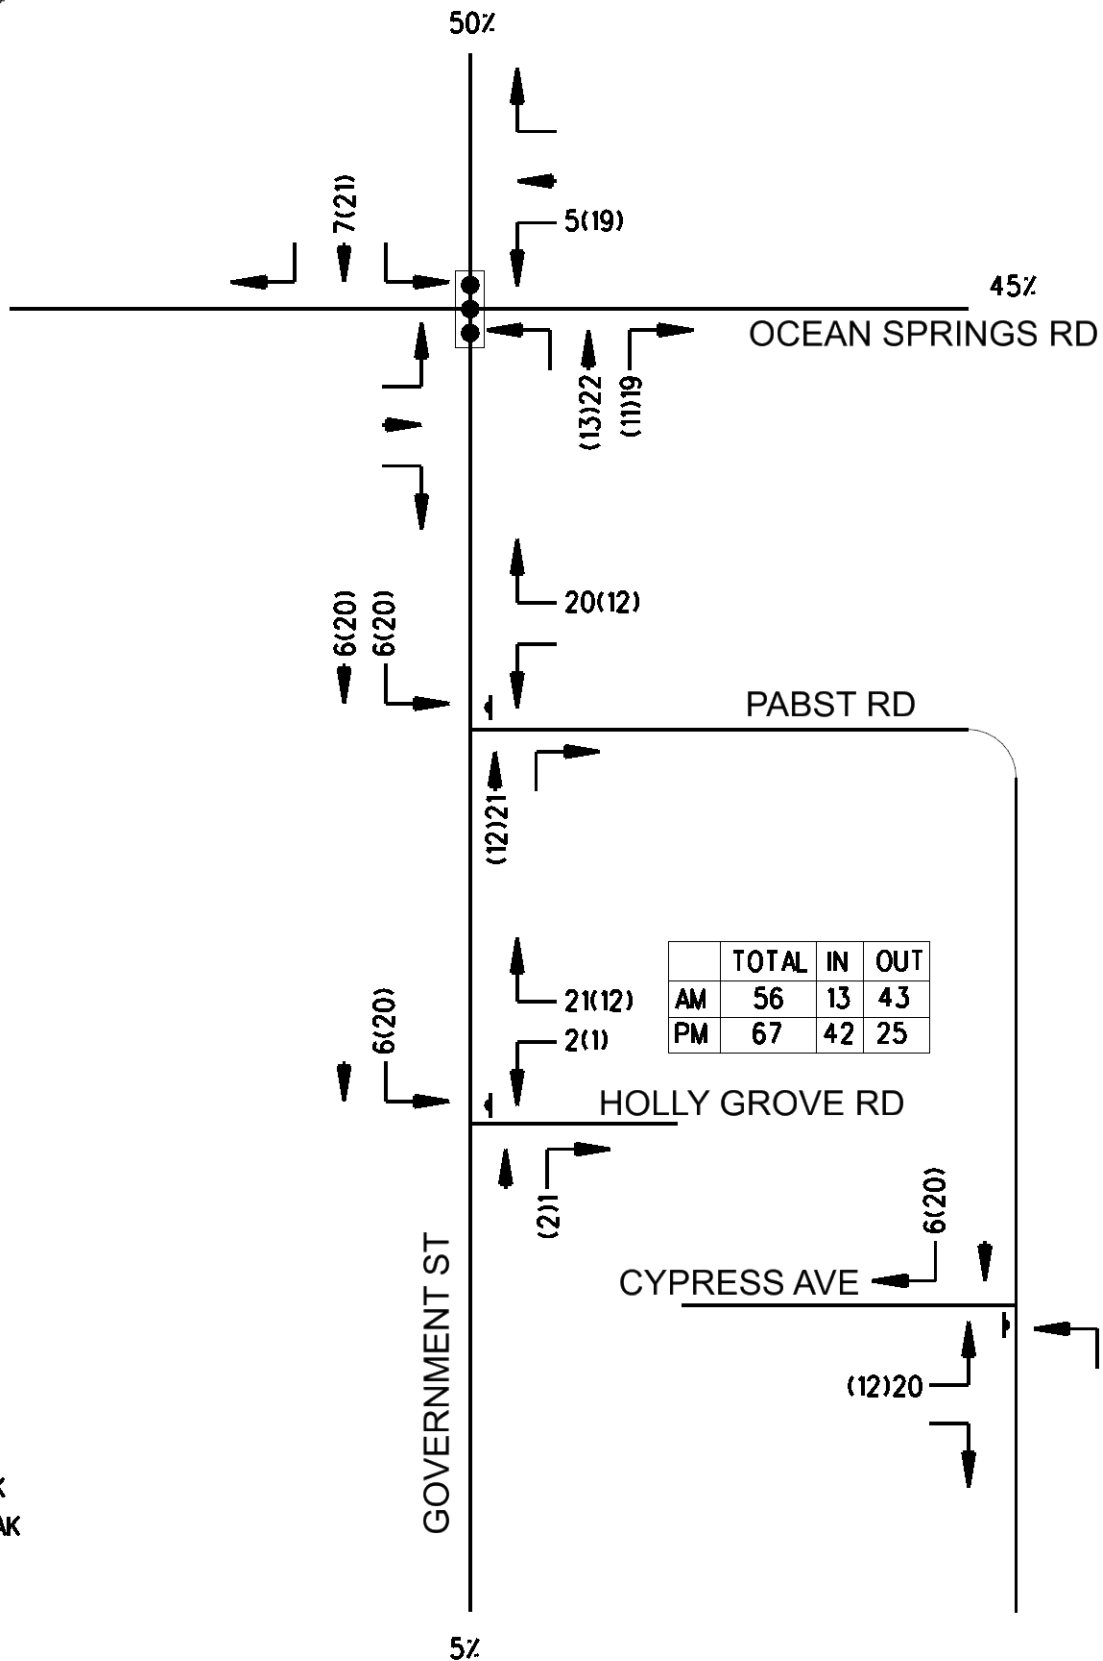 50%
7(21)
5(19)
45%
OCEAN SPRINGS RD
(13)22
(11)19
20(12)
6(20)
6(20)
PABST RD
(12)21
TOTAL IN OUT
AM 56 13 43
PM 67 42 25
21(12)
2(1)
6(20)
HOLLY GROVE RD
(2)1
6(20)
CYPRESS AVE
(12)20
GOVERNMENT ST
AK
5%